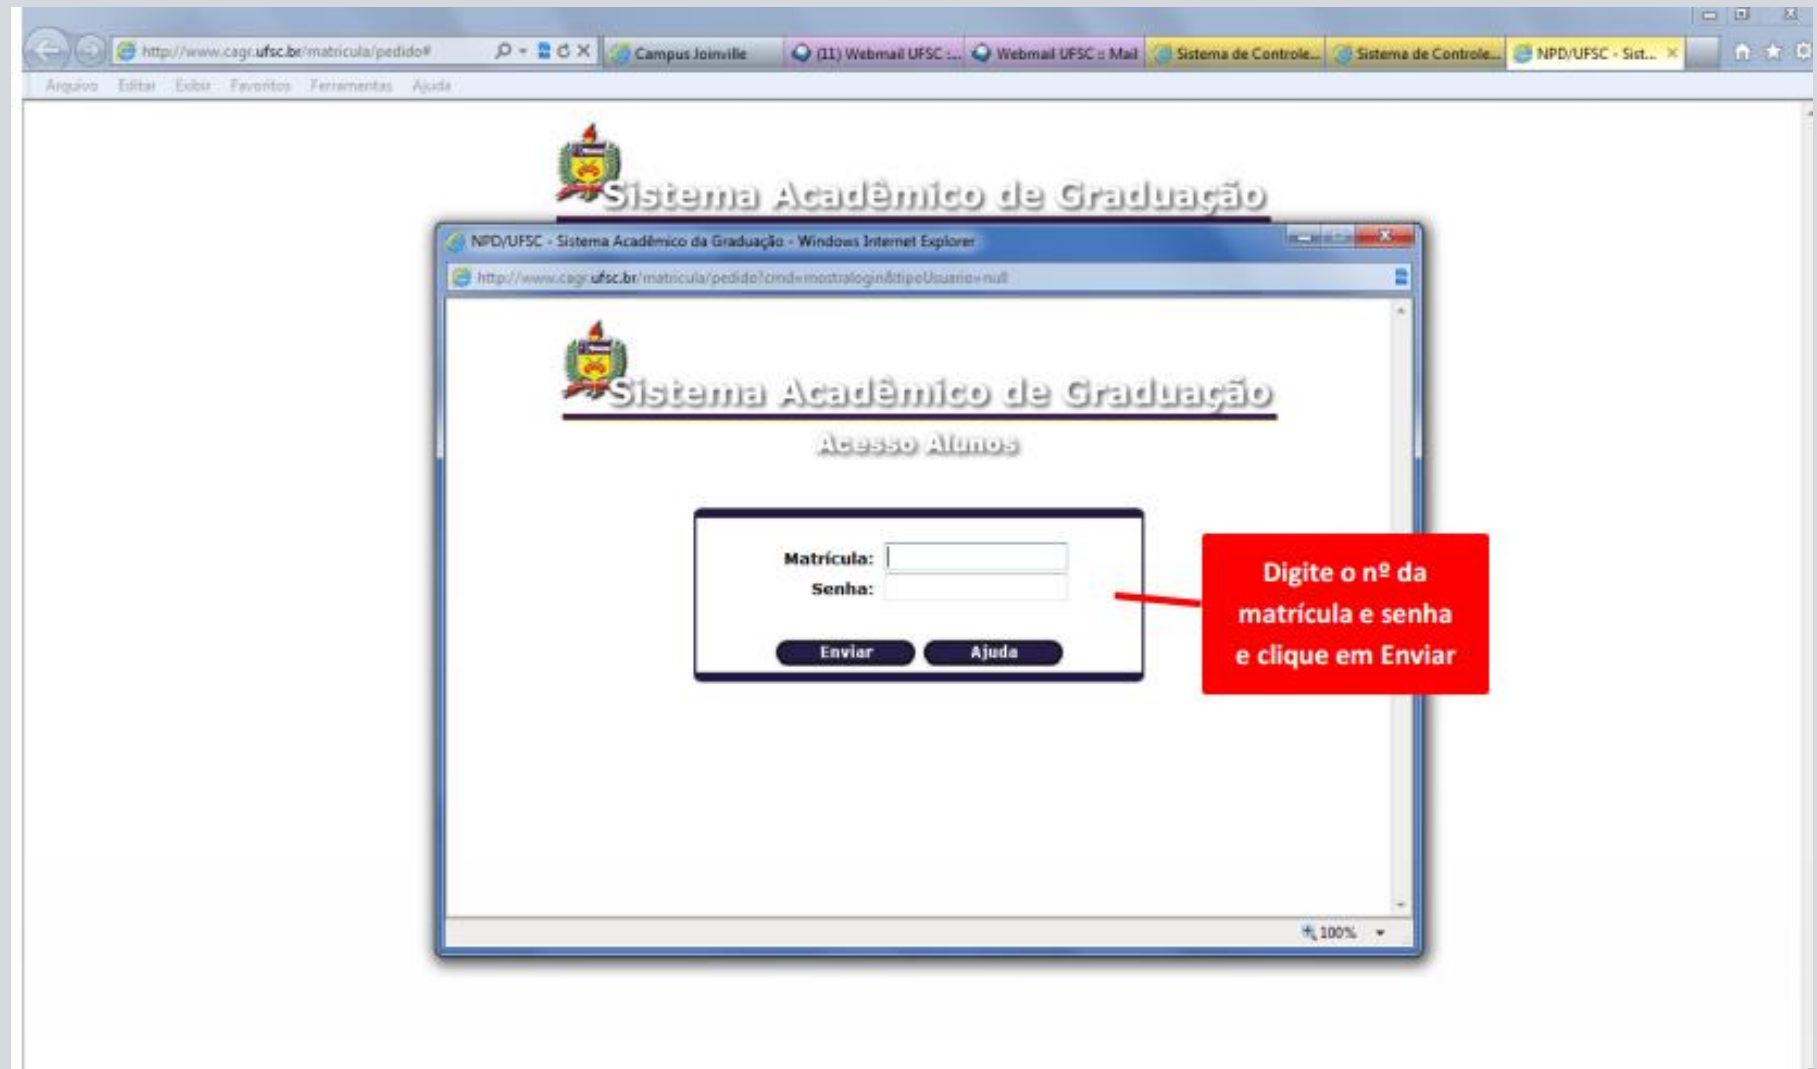 http://www.cagr.ufsc.br/matricula/pedido#
Campus Joinville
(11) Webmail UFSC :...
Webmail UFSC :: Mail
Sistema de Controle...
Sistema de Controle...
NPD/UFSC - Sist...
Arquivo Editar Exibir Favoritos Ferramentas Ajuda
Sistema Acadêmico de Graduação
NPD/UFSC - Sistema Acadêmico da Graduação - Windows Internet Explorer
http://www.cagr.ufsc.br/matricula/pedido?cmd=mostralogin&tipoUsuario=null
Sistema Acadêmico de Graduação
Acesso Alunos
Matrícula:
Senha:
Enviar Ajuda
Digite o nº da
matrícula e senha
e clique em Enviar
100%